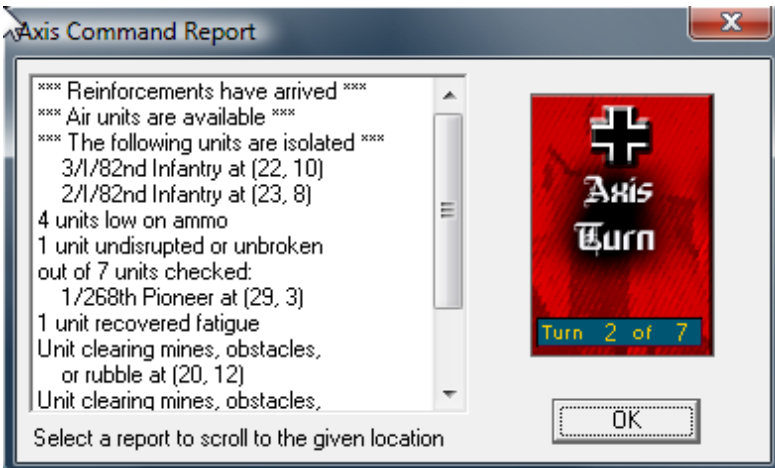 Axis Command Report
*** Reinforcements have arrived ***
*** Air units are available ***
*** The following units are isolated ***
3/I/82nd Infantry at (22, 10)
2/I/82nd Infantry at (23, 8)
4 units low on ammo
1 unit undisrupted or unbroken
out of 7 units checked:
1/268th Pioneer at (29, 3)
1 unit recovered fatigue
Unit clearing mines, obstacles,
or rubble at (20, 12)
Unit clearing mines, obstacles,
Select a report to scroll to the given location
Axis
Turn
Turn 2 of 7
OK